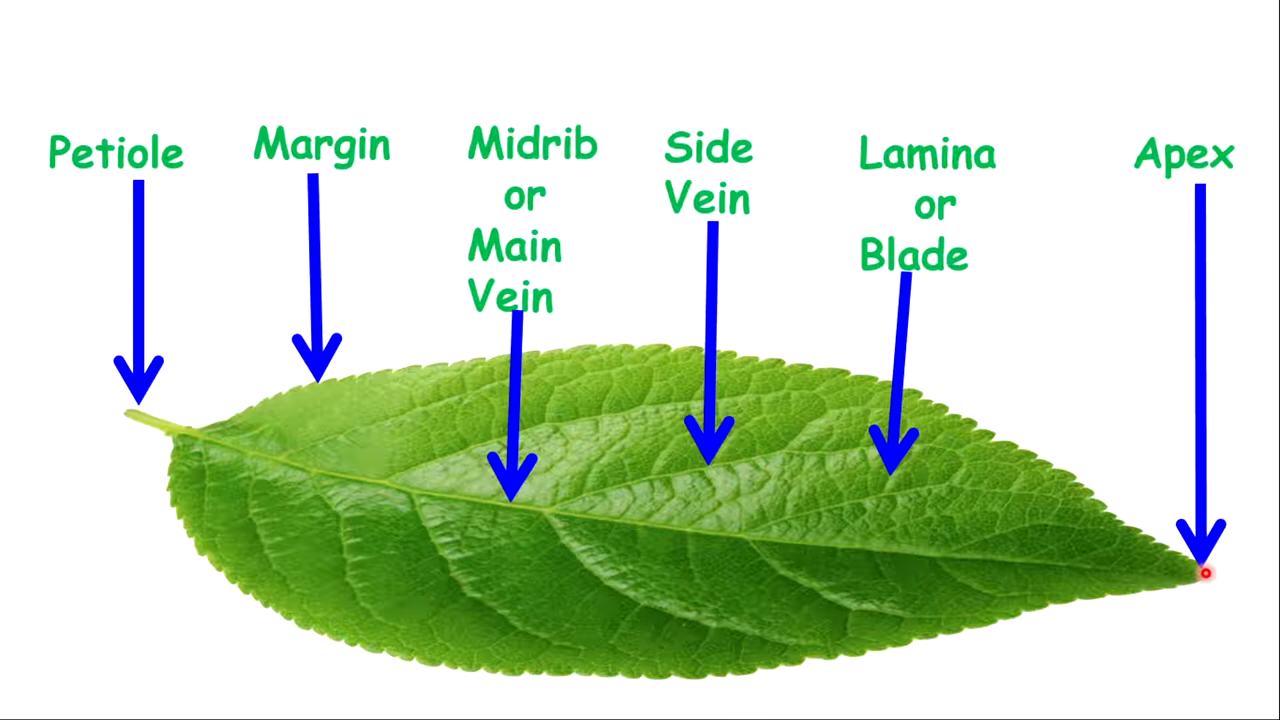 Petiole
Margin
Midrib
or
Main
Vein
Side
Vein
Lamina
or
Blade
Apex